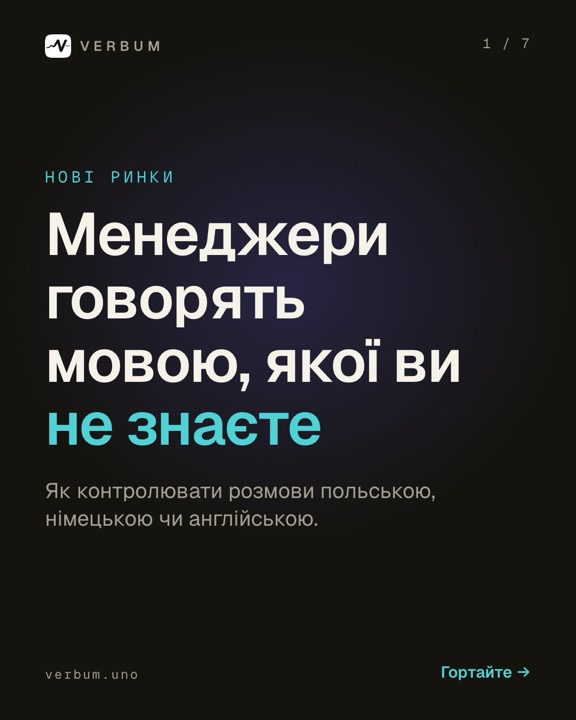 VERBUM
1 / 7
НОВІ РИНКИ
Менеджери
говорять
мовою, якої ви
не знаєте
Як контролювати розмови польською,
німецькою чи англійською.
verbum.uno
Гортайте →